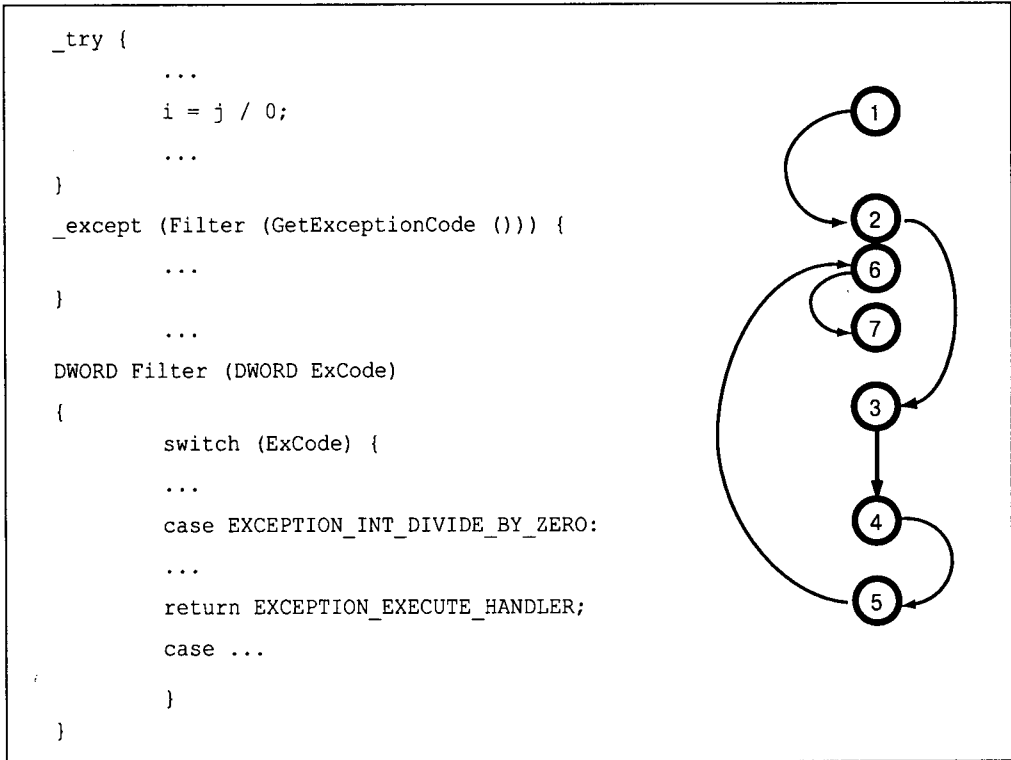 _try {
...
i = j / 0;
...
}
_except (Filter (GetExceptionCode ())) {
...
}
...
DWORD Filter (DWORD ExCode)
{
switch (ExCode) {
...
case EXCEPTION_INT_DIVIDE_BY_ZERO:
...
return EXCEPTION_EXECUTE_HANDLER;
case ...
}
}
1
2
6
7
3
4
5